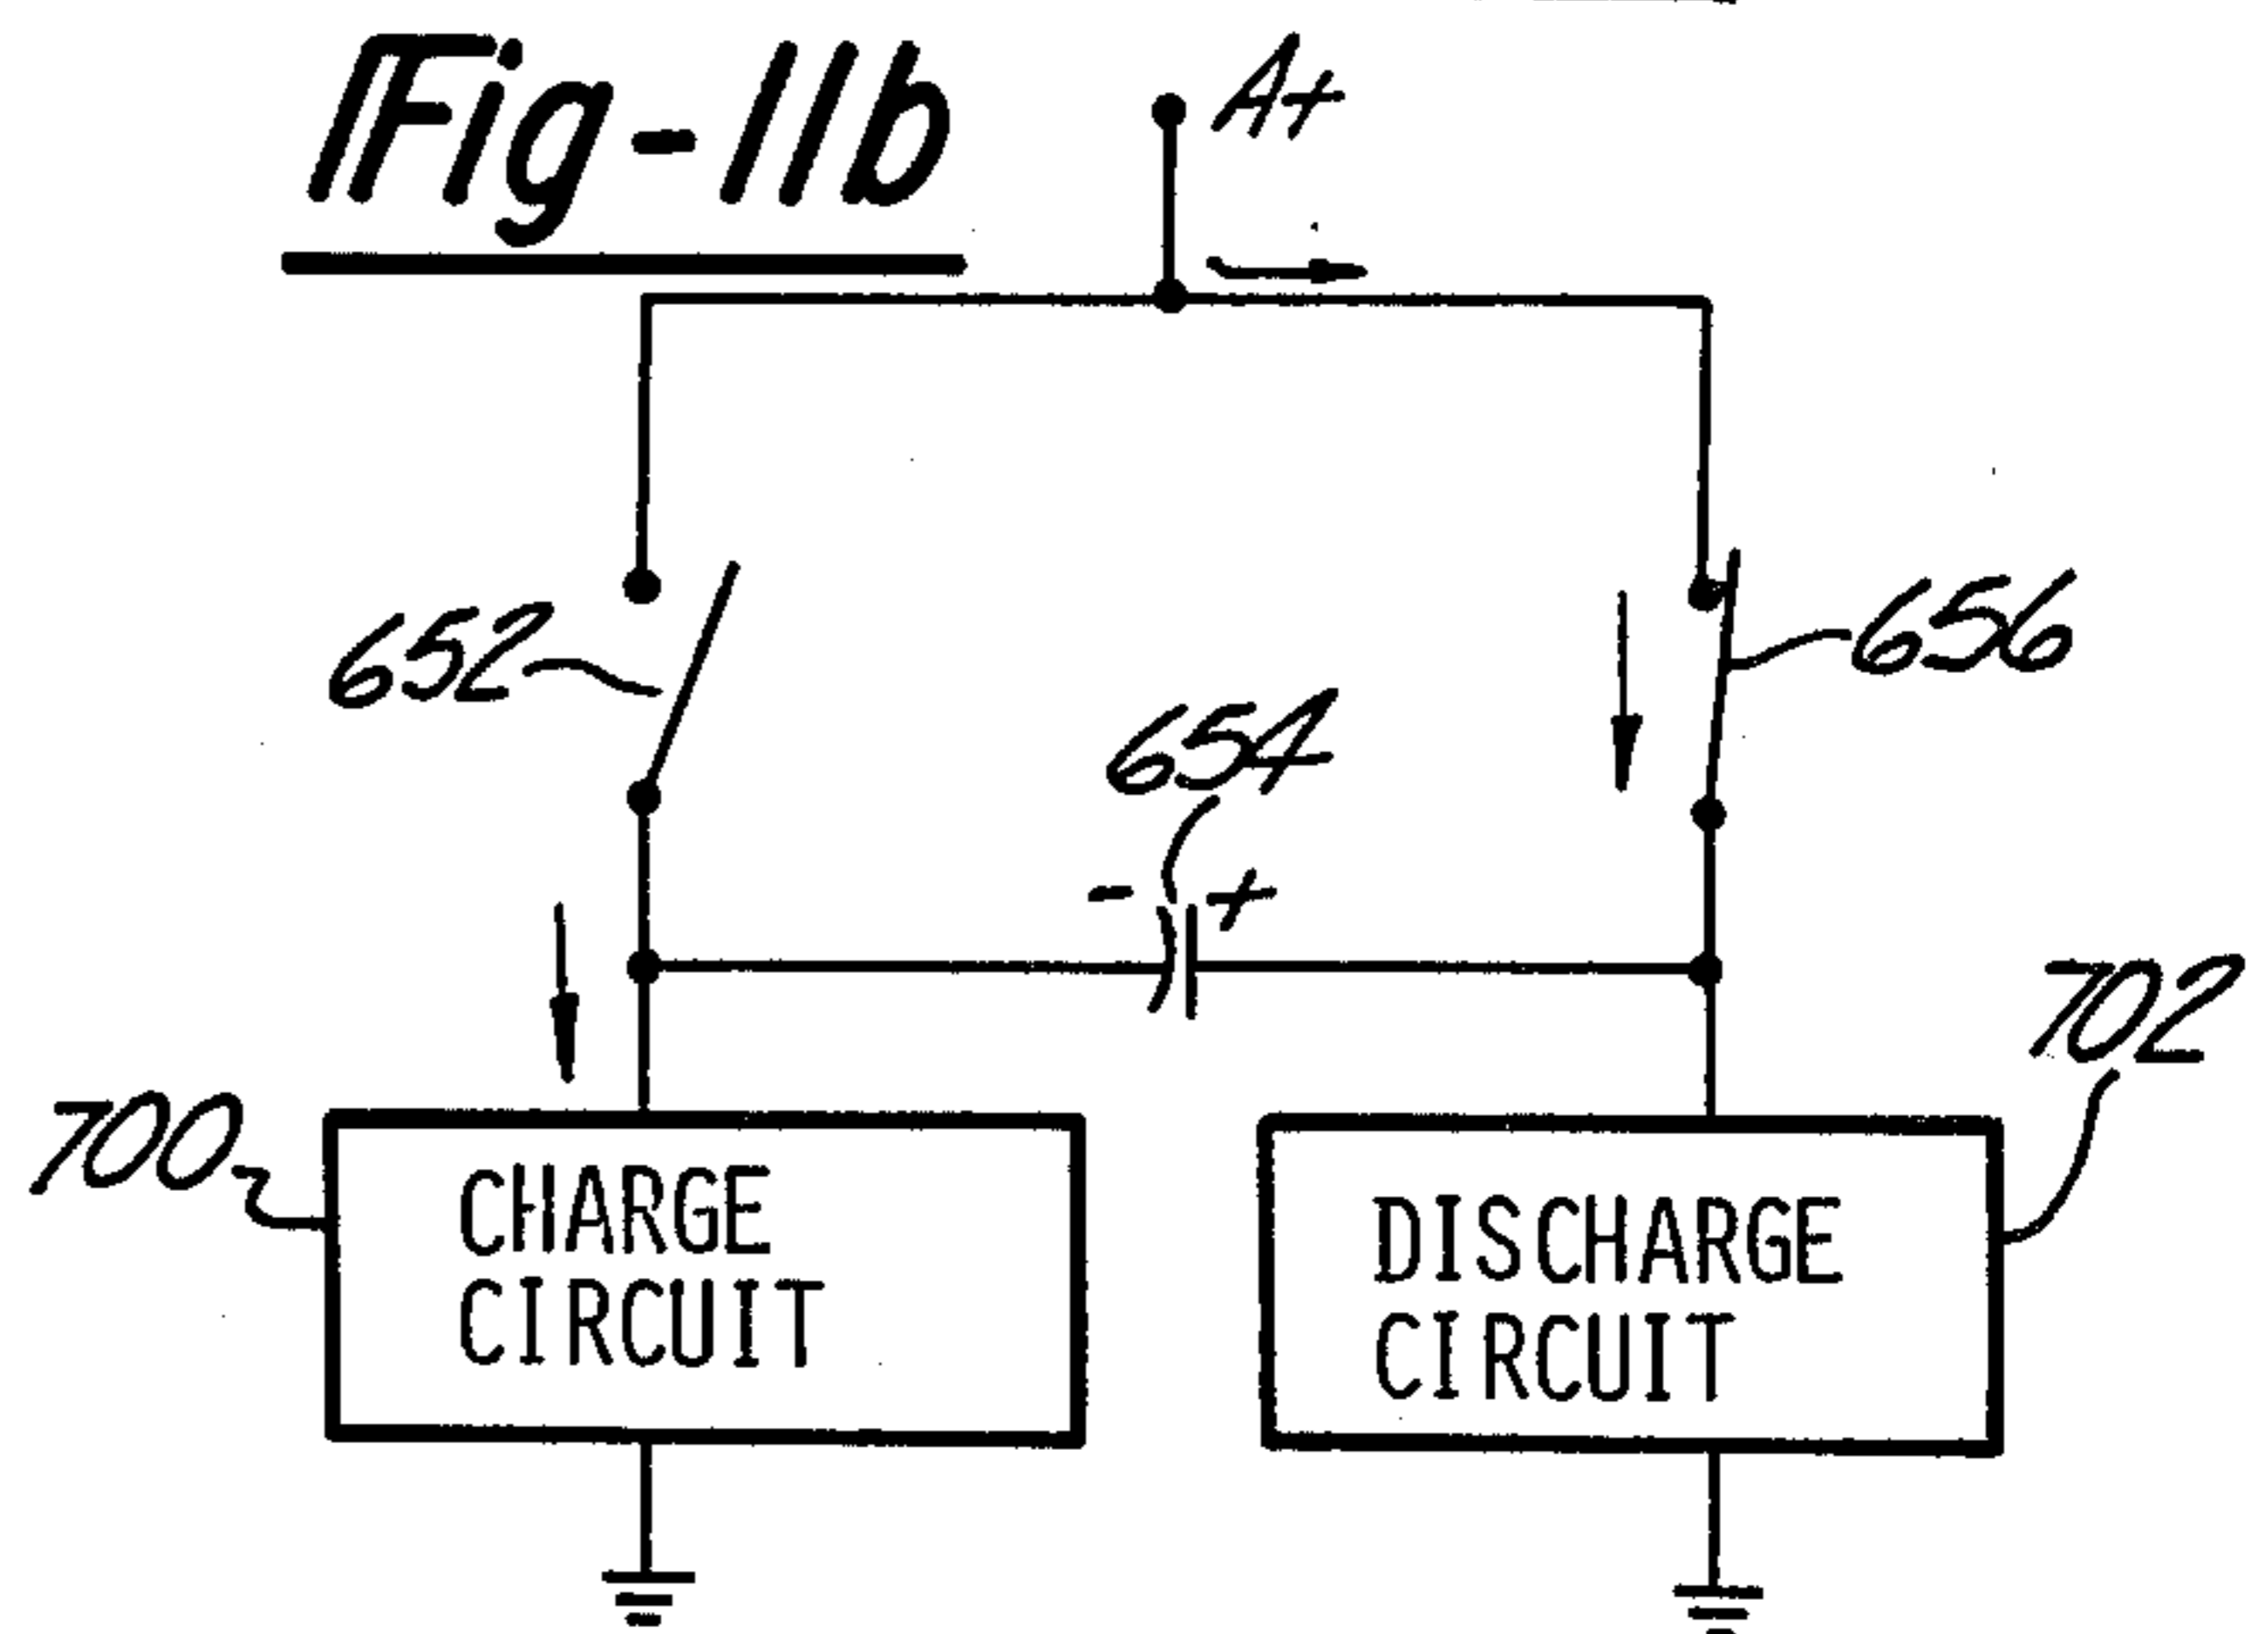 Fig-11b
A+
652
656
654
- +
702
700
CHARGE
CIRCUIT
DISCHARGE
CIRCUIT